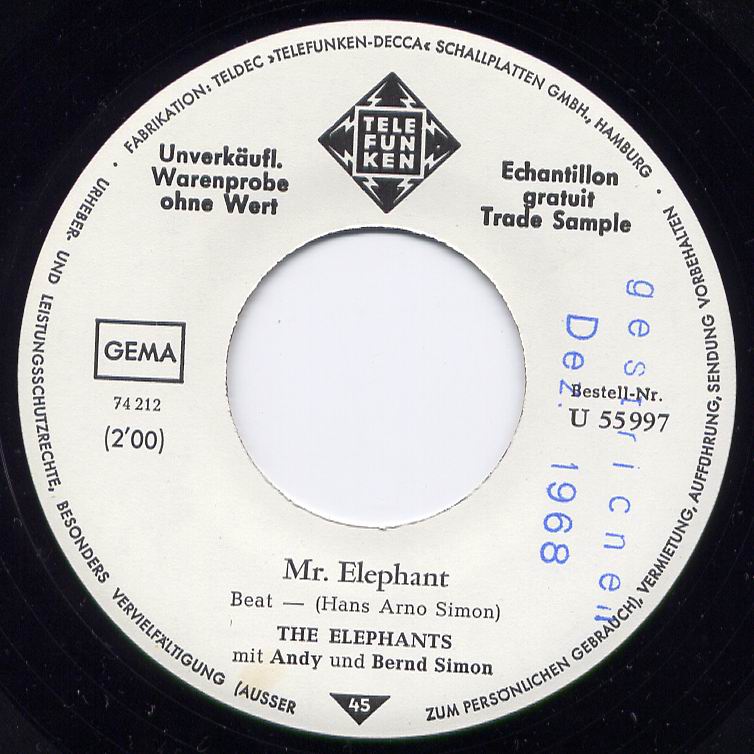 FABRIKATION: TELDEC »TELEFUNKEN-DECCA« SCHALLPLATTEN GMBH., HAMBURG •
URHEBER- UND LEISTUNGSSCHUTZRECHTE, BESONDERS VERVIELFÄLTIGUNG (AUSSER
ZUM PERSÖNLICHEN GEBRAUCH), VERMIETUNG, AUFFÜHRUNG, SENDUNG VORBEHALTEN •
TELE
FUN
KEN
Unverkäufl.
Warenprobe
ohne Wert
Echantillon
gratuit
Trade Sample
GEMA
74 212
(2'00)
Bestell-Nr.
U 55 997
gestrichen
Dez. 1968
Mr. Elephant
Beat — (Hans Arno Simon)
THE ELEPHANTS
mit Andy und Bernd Simon
45